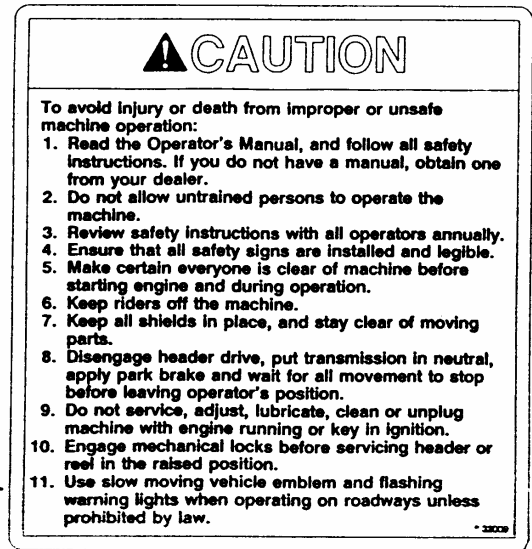 CAUTION
To avoid injury or death from improper or unsafe
machine operation:
1. Read the Operator's Manual, and follow all safety
instructions. If you do not have a manual, obtain one
from your dealer.
2. Do not allow untrained persons to operate the
machine.
3. Review safety instructions with all operators annually.
4. Ensure that all safety signs are installed and legible.
5. Make certain everyone is clear of machine before
starting engine and during operation.
6. Keep riders off the machine.
7. Keep all shields in place, and stay clear of moving
parts.
8. Disengage header drive, put transmission in neutral,
apply park brake and wait for all movement to stop
before leaving operator's position.
9. Do not service, adjust, lubricate, clean or unplug
machine with engine running or key in ignition.
10. Engage mechanical locks before servicing header or
reel in the raised position.
11. Use slow moving vehicle emblem and flashing
warning lights when operating on roadways unless
prohibited by law.